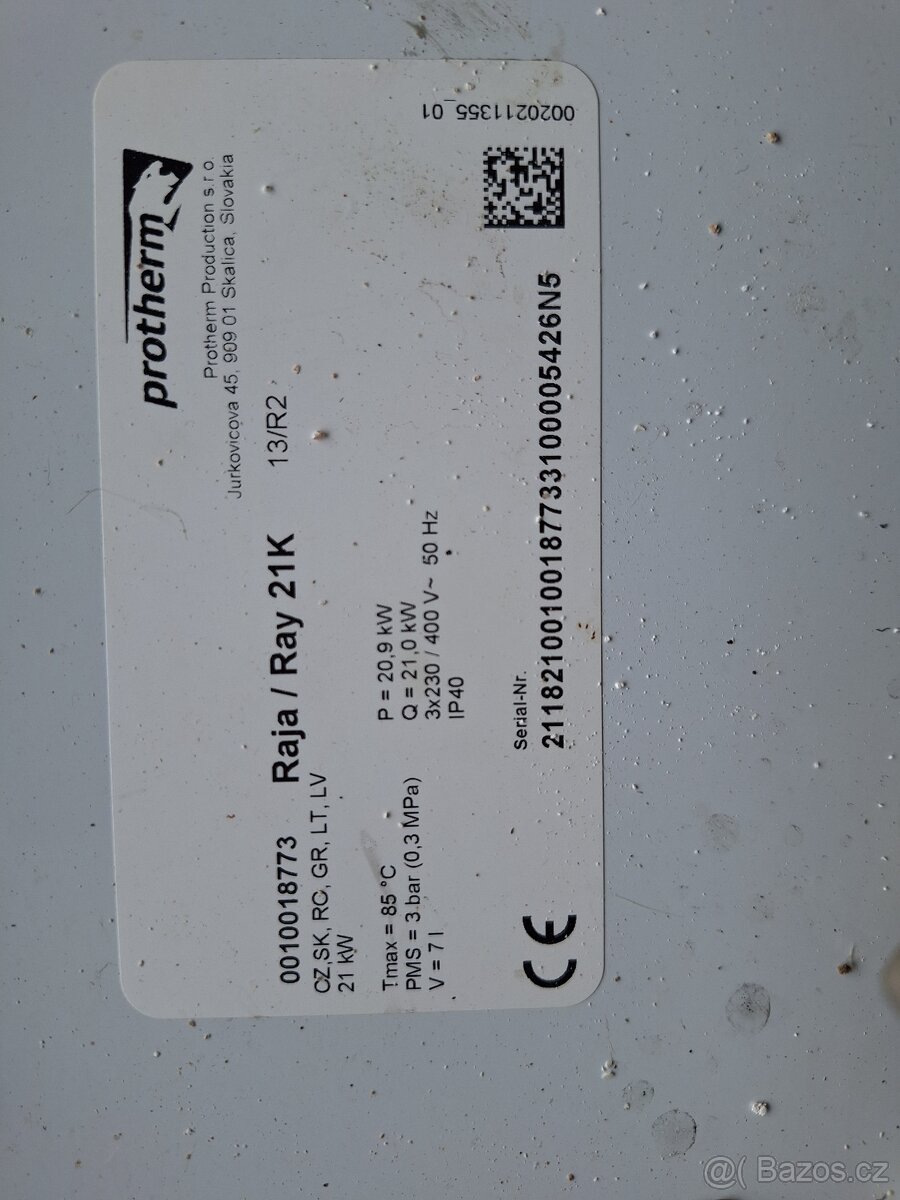 protherm
Protherm Production s.r.o.
Jurkovicova 45, 909 01 Skalica, Slovakia
0010018773 Raja / Ray 21K 13/R2
CZ,SK, RO, GR, LT, LV
21 kW
Tmax = 85 °C P = 20,9 kW
PMS = 3 bar (0,3 MPa) Q = 21,0 kW
V = 7 l 3x230 / 400 V~ 50 Hz
IP40
Serial-Nr.
21182100100187733100005426N5
CE
0020211355_01
@( Bazos.cz